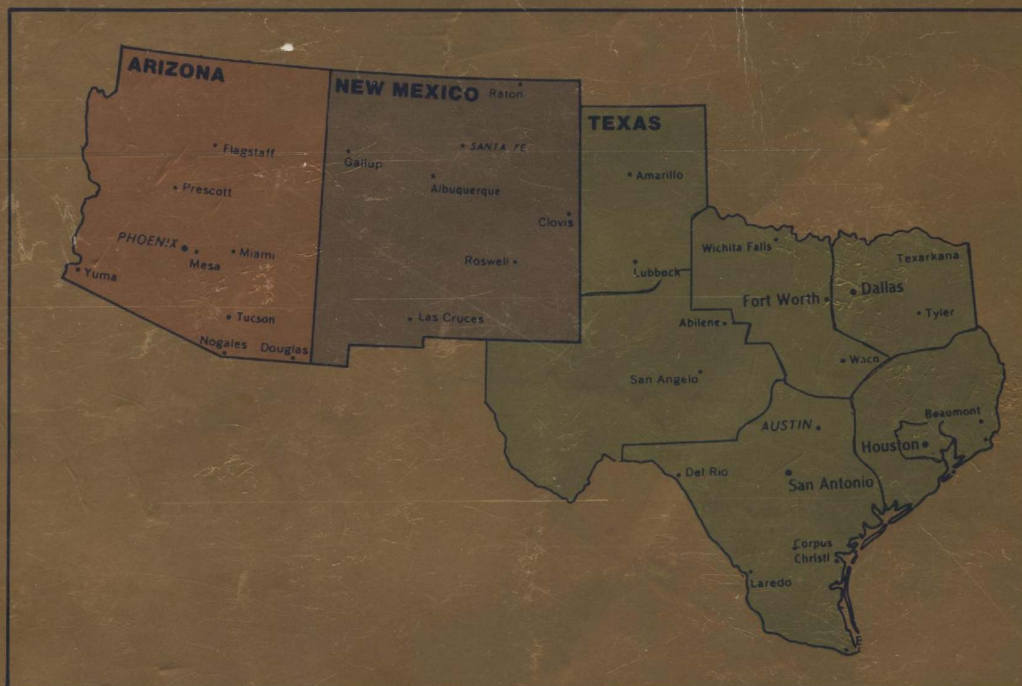 ARIZONA
Flagstaff
Prescott
PHOENIX
Mesa
Miami
Yuma
Tucson
Nogales
Douglas
NEW MEXICO
Raton
SANTA FE
Gallup
Albuquerque
Clovis
Roswell
Las Cruces
TEXAS
Amarillo
Wichita Falls
Texarkana
Lubbock
Fort Worth
Dallas
Tyler
Abilene
Waco
San Angelo
Beaumont
AUSTIN
Houston
Del Rio
San Antonio
Corpus
Christi
Laredo